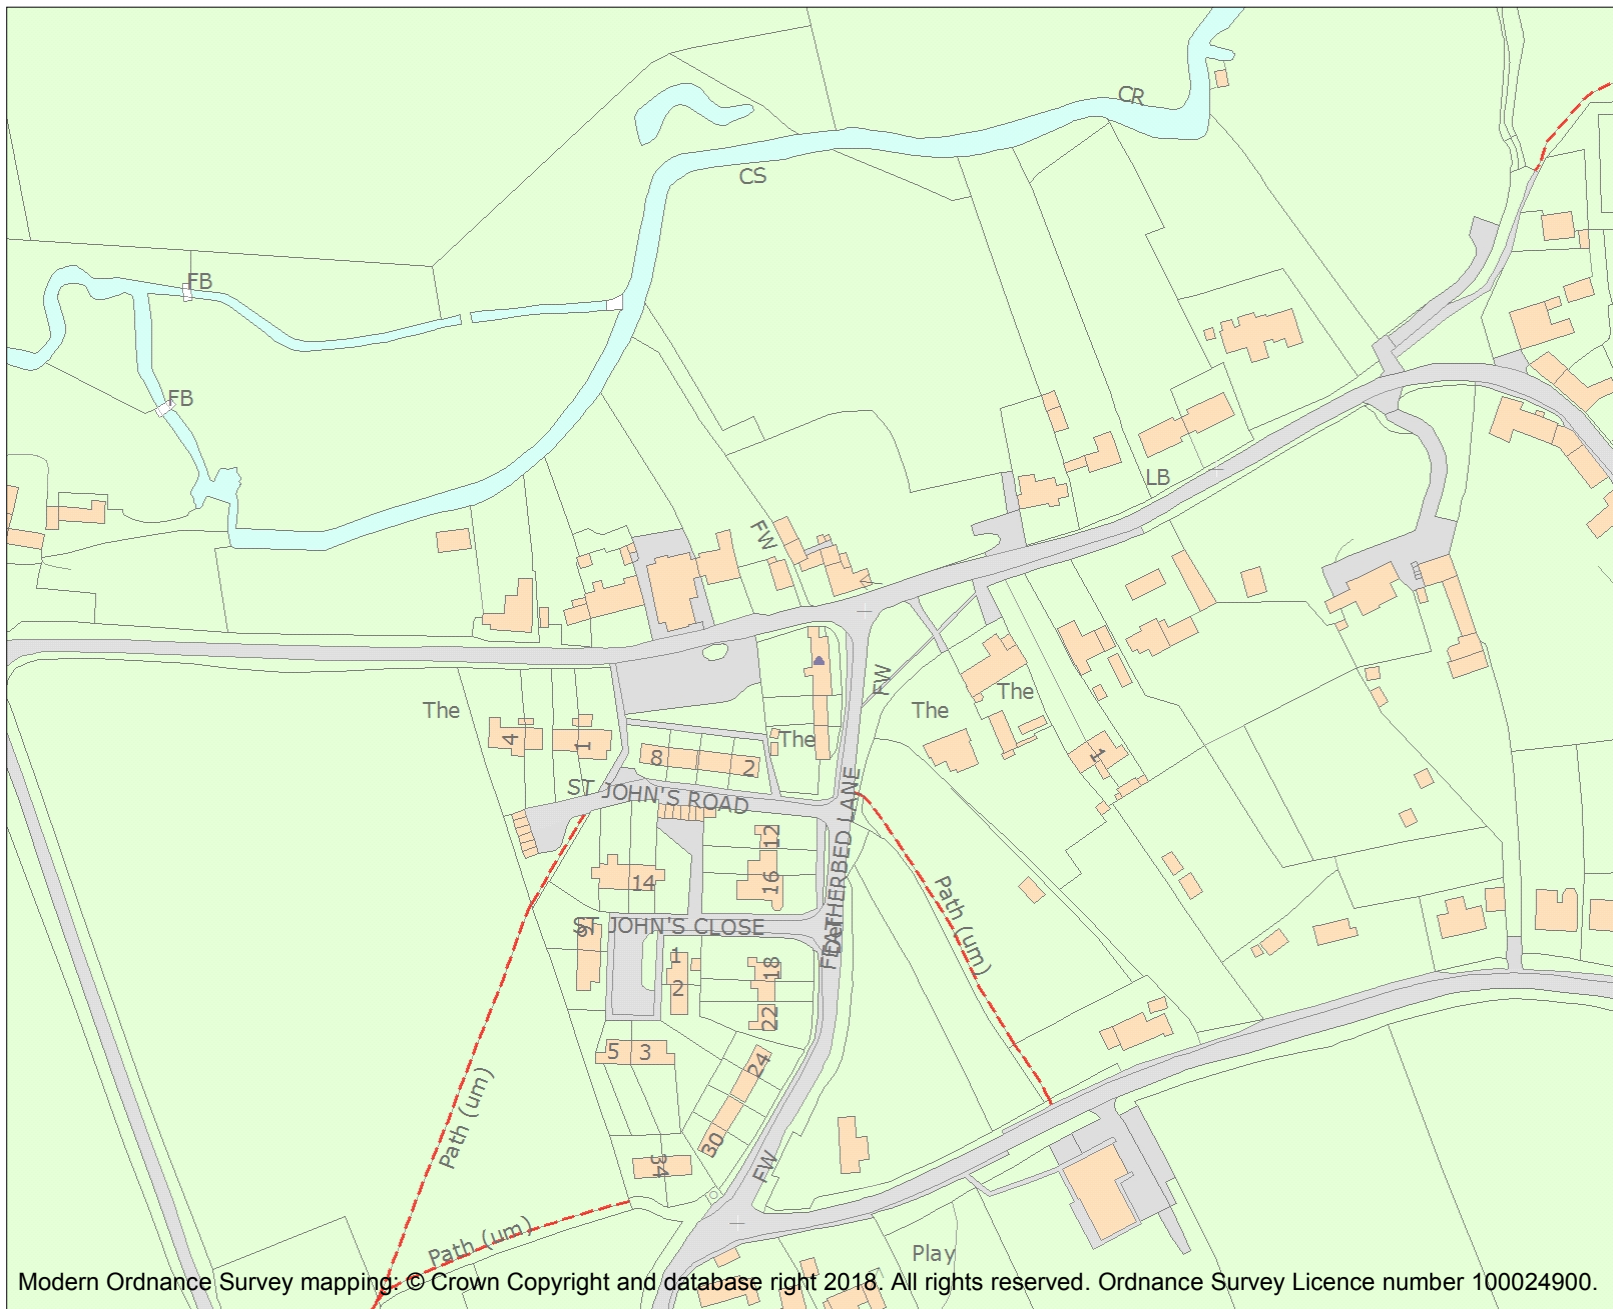 CR
CS
FB
FB
LB
FW
FW
The
The
The
The
4
1
8
2
1
ST JOHN'S ROAD
FEATHERBED LANE
12
14
16
Path (um)
ST JOHN'S CLOSE
1
2
18
22
5
3
24
30
34
Path (um)
FW
Path (um)
Play
Modern Ordnance Survey mapping: © Crown Copyright and database right 2018. All rights reserved. Ordnance Survey Licence number 100024900.